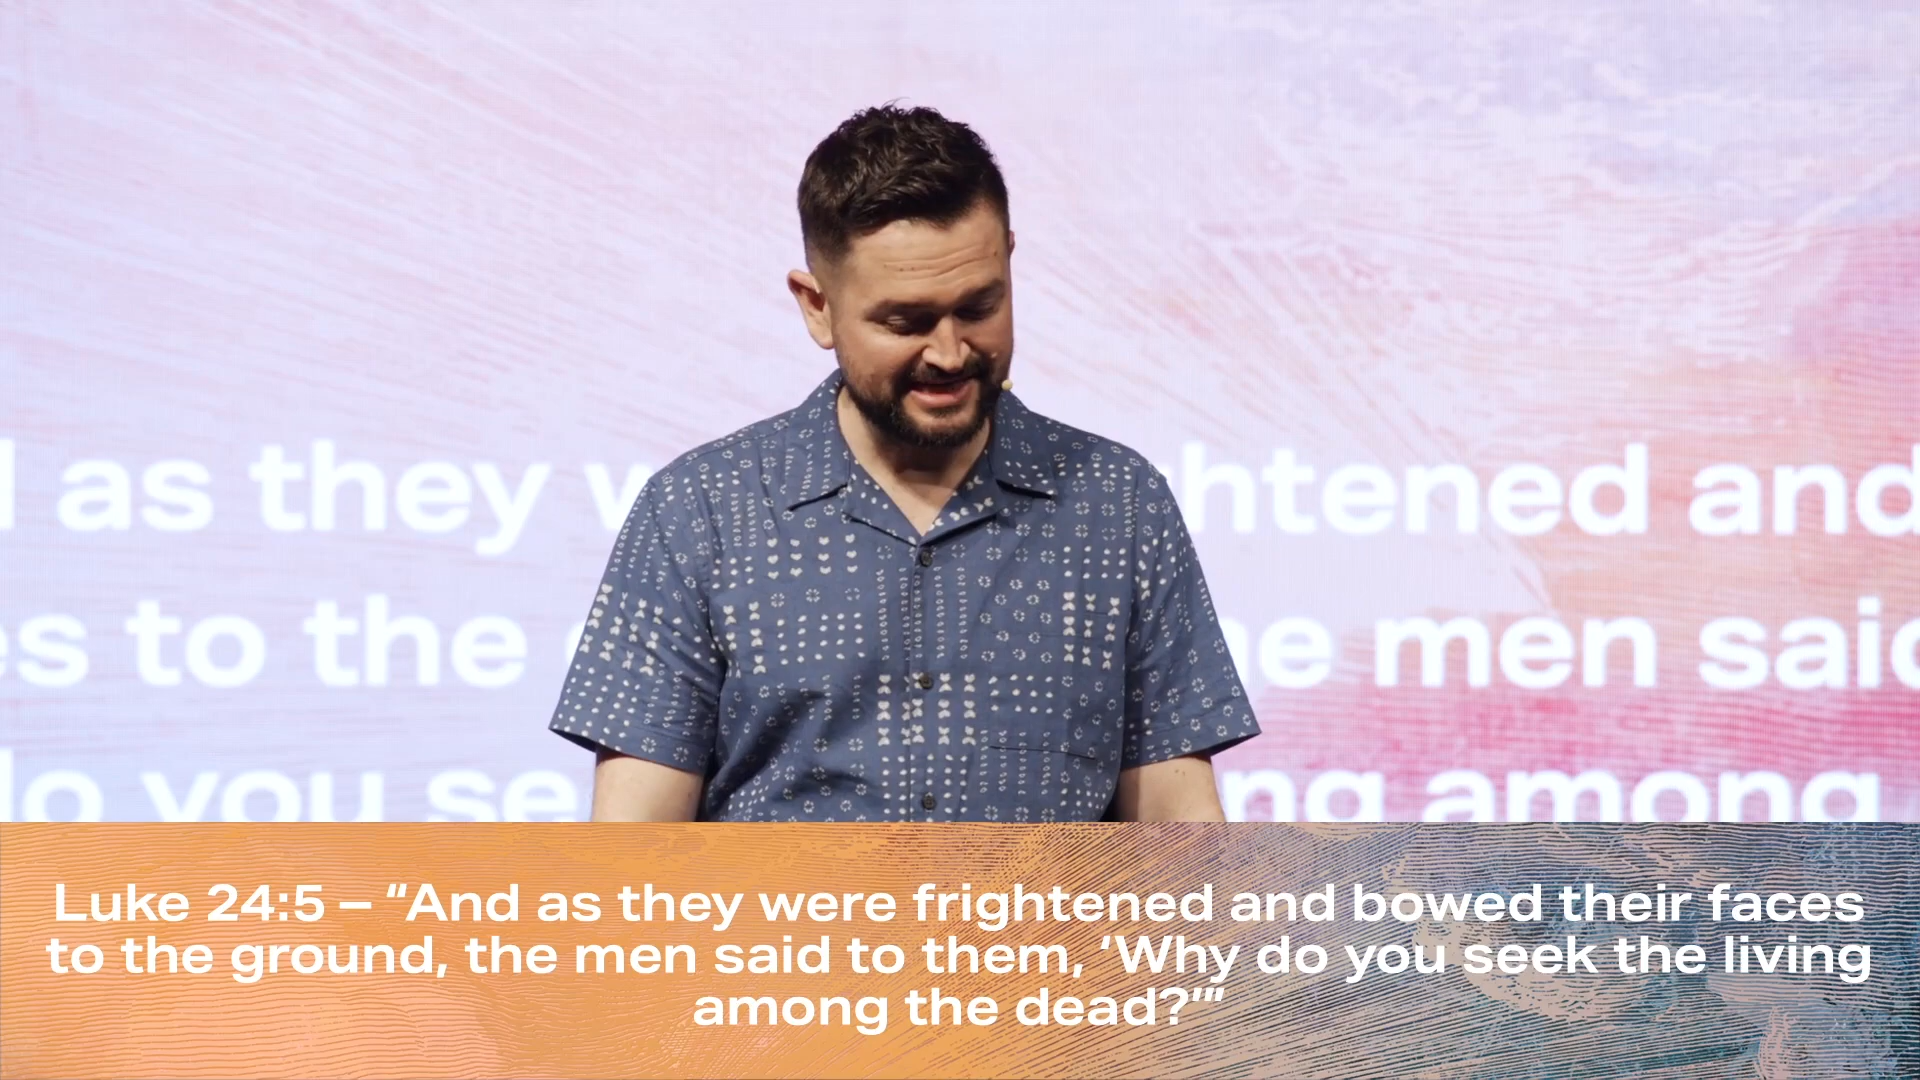 as they
htened and
to the
men said
do you
among
Luke 24:5 – “And as they were frightened and bowed their faces
to the ground, the men said to them, ‘Why do you seek the living
among the dead?’”